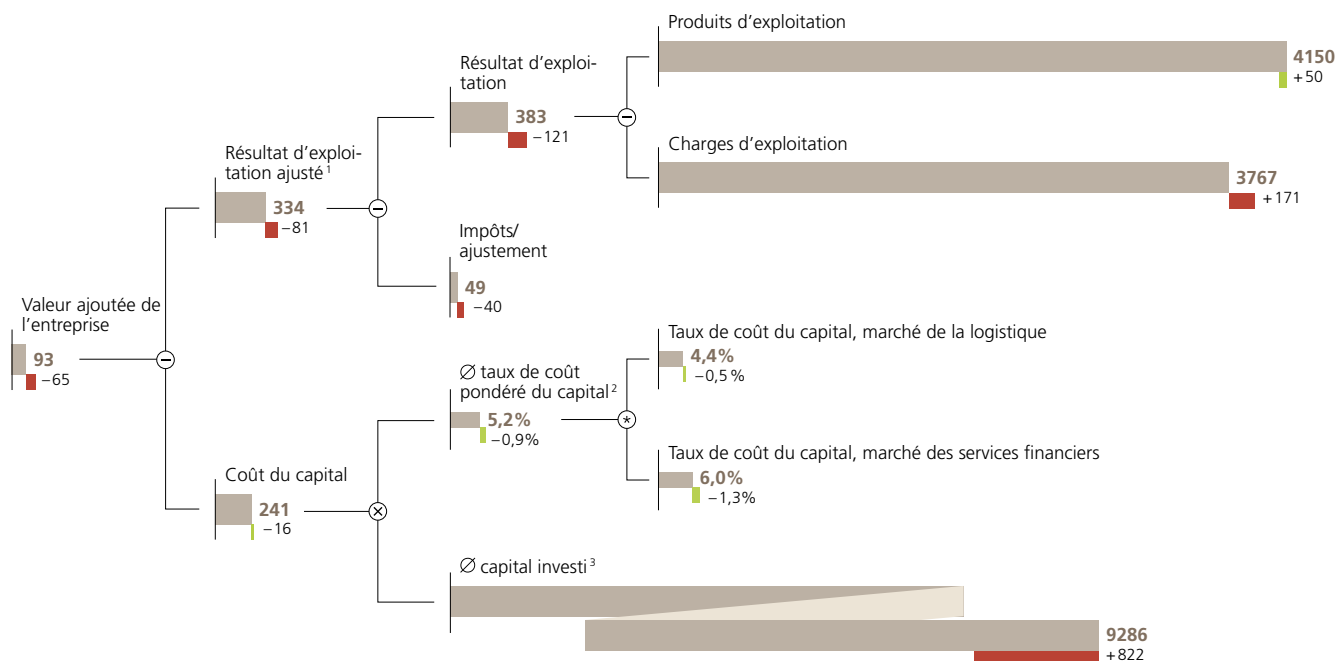 Produits d'exploitation
4150
+50
Résultat d'exploi-
tation
383
−121
Charges d'exploitation
3767
+171
Résultat d'exploi-
tation ajusté 1
334
−81
Impôts/
ajustement
49
−40
Valeur ajoutée de
l'entreprise
93
−65
Taux de coût du capital, marché de la logistique
4,4%
−0,5 %
Ø taux de coût
pondéré du capital 2
5,2%
−0,9%
Taux de coût du capital, marché des services financiers
6,0%
−1,3%
Coût du capital
241
−16
Ø capital investi 3
9286
+822